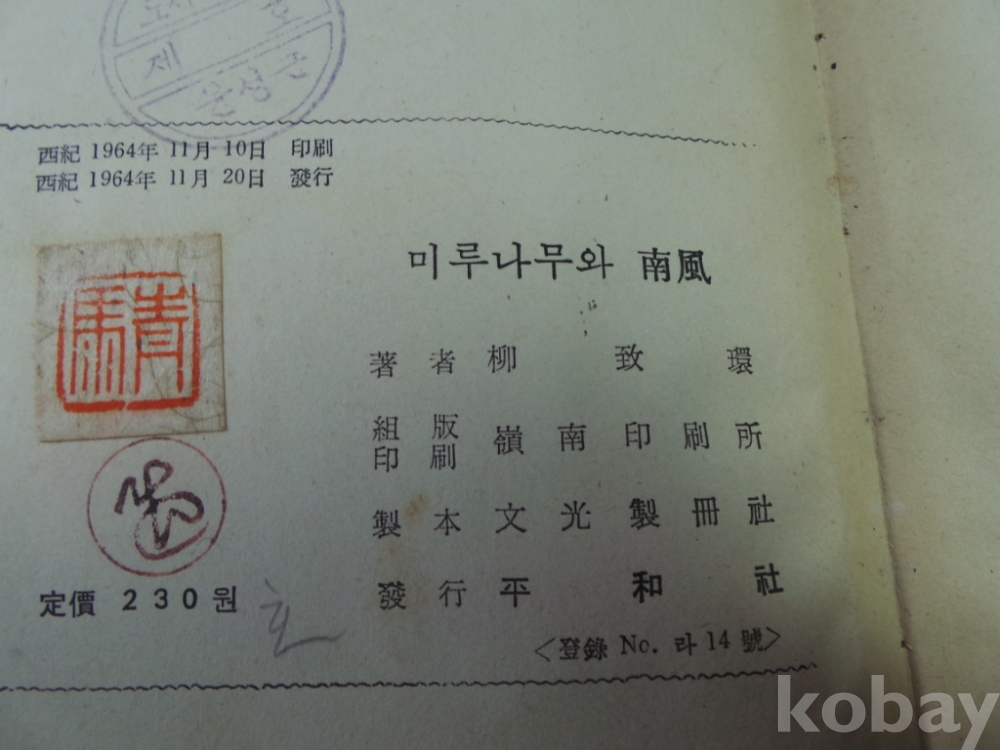 제
윤성근
西紀 1964年 11月 10日 印刷
西紀 1964年 11月 20日 發行
미루나무와 南風
著者 柳致環
組版
印刷 嶺南印刷所
製本 文光製冊社
發行 平和社
定價 230원
<登錄 No. 라 14 號>
kobay